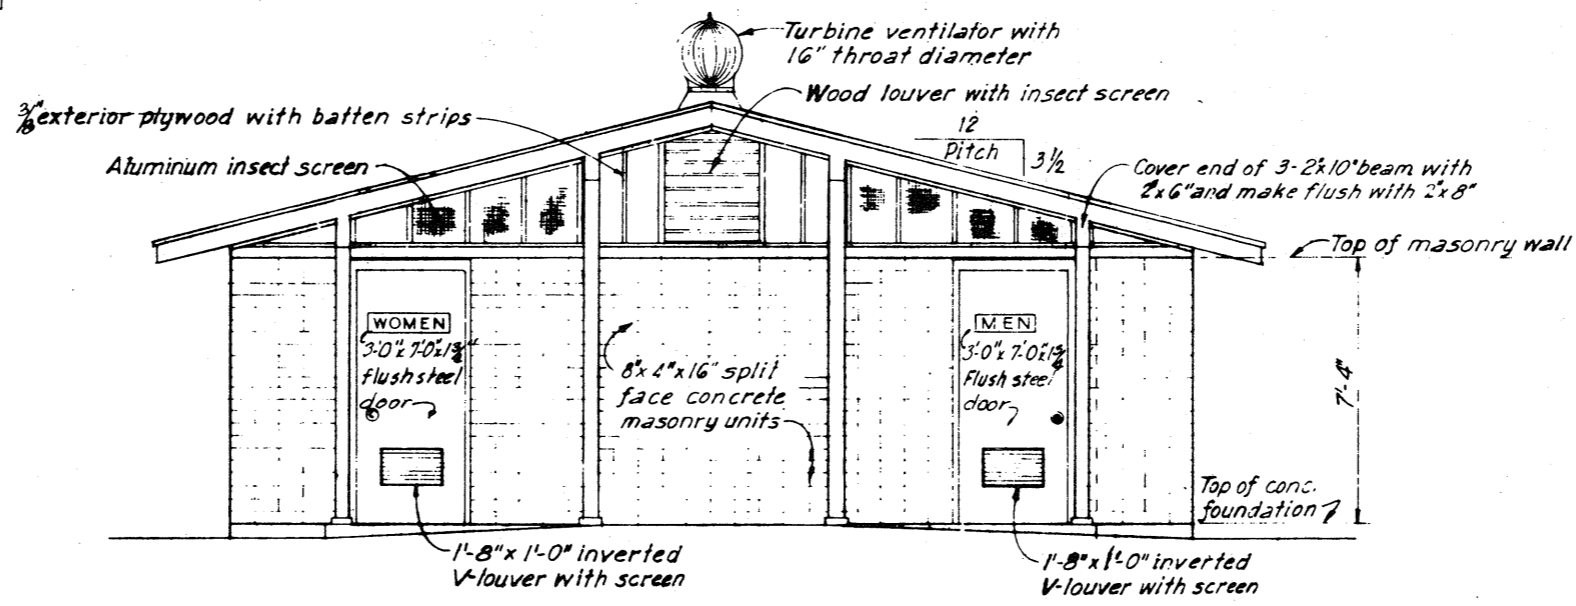 Turbine ventilator with
16" throat diameter
Wood louver with insect screen
3/8" exterior plywood with batten strips
Aluminum insect screen
12
Pitch
3 1/2
Cover end of 3-2"x10" beam with
2"x6" and make flush with 2"x8"
Top of masonry wall
WOMEN
3'-0"x 7'-0"x1 3/4"
flush steel
door
8"x 4"x16" split
face concrete
masonry units
MEN
3'-0"x 7'-0"x1 3/4
Flush steel
door
7'-4"
Top of conc.
foundation
1'-8"x 1'-0" inverted
V-louver with screen
1'-8"x 1'-0" inverted
V-louver with screen